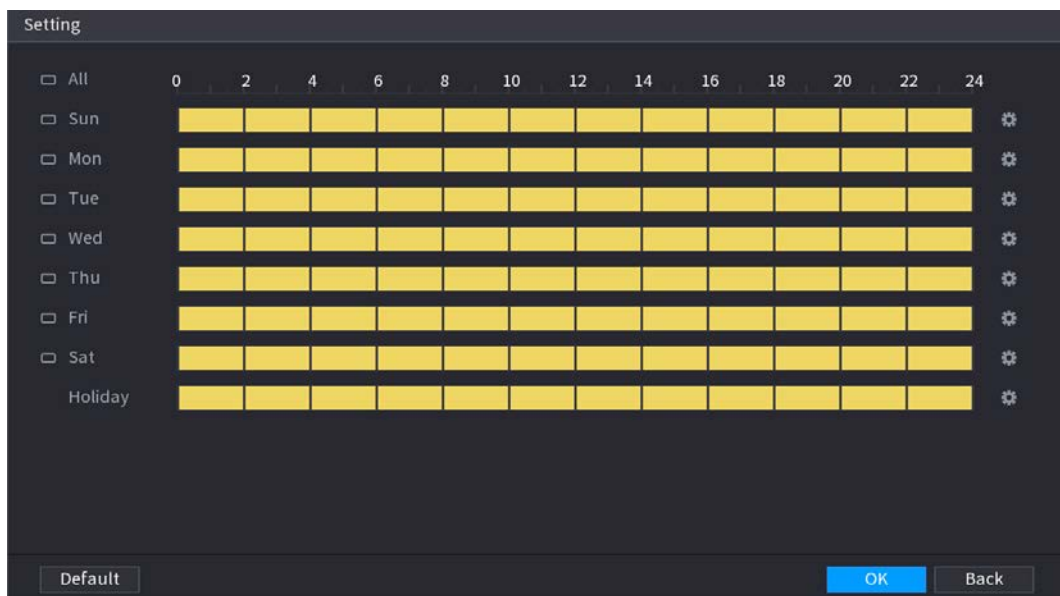 Setting
All 0 2 4 6 8 10 12 14 16 18 20 22 24
Sun
Mon
Tue
Wed
Thu
Fri
Sat
Holiday
Default OK Back